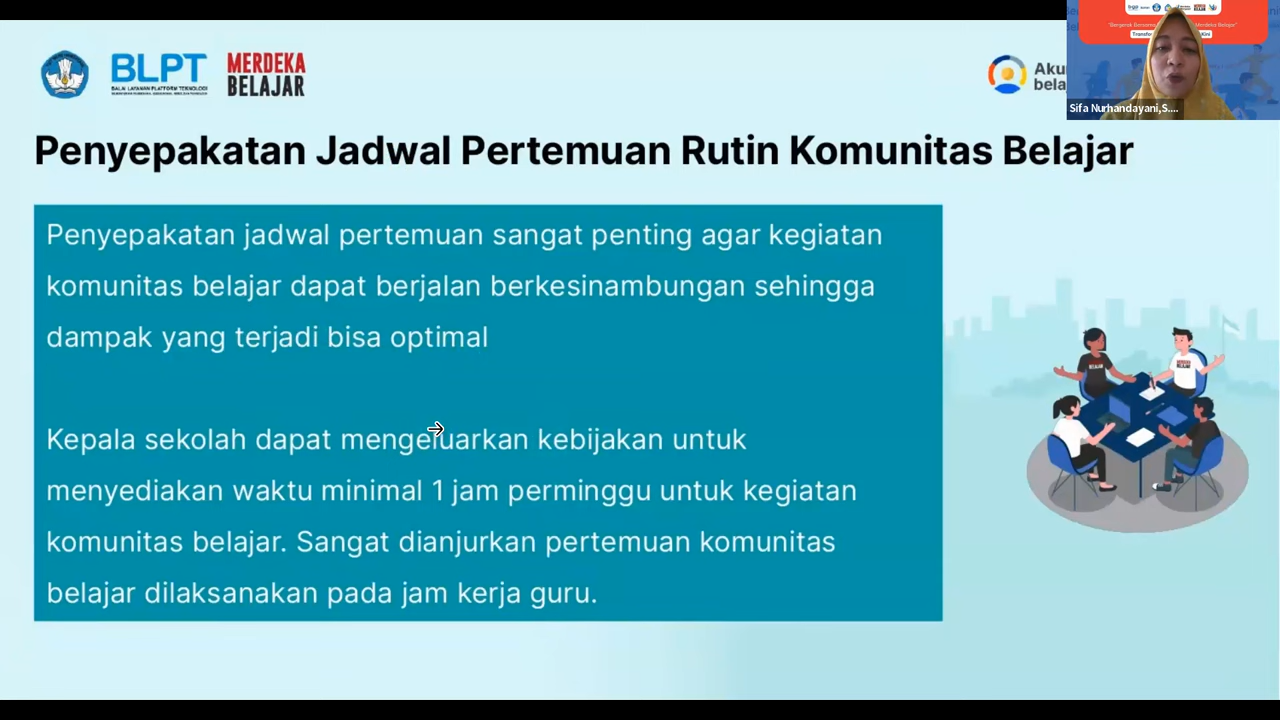 BLPT
BALAI LAYANAN PLATFORM TEKNOLOGI
MERDEKA
BELAJAR
Sifa Nurhandayani,S....
Penyepakatan Jadwal Pertemuan Rutin Komunitas Belajar
Penyepakatan jadwal pertemuan sangat penting agar kegiatan
komunitas belajar dapat berjalan berkesinambungan sehingga
dampak yang terjadi bisa optimal
Kepala sekolah dapat mengeluarkan kebijakan untuk
menyediakan waktu minimal 1 jam perminggu untuk kegiatan
komunitas belajar. Sangat dianjurkan pertemuan komunitas
belajar dilaksanakan pada jam kerja guru.